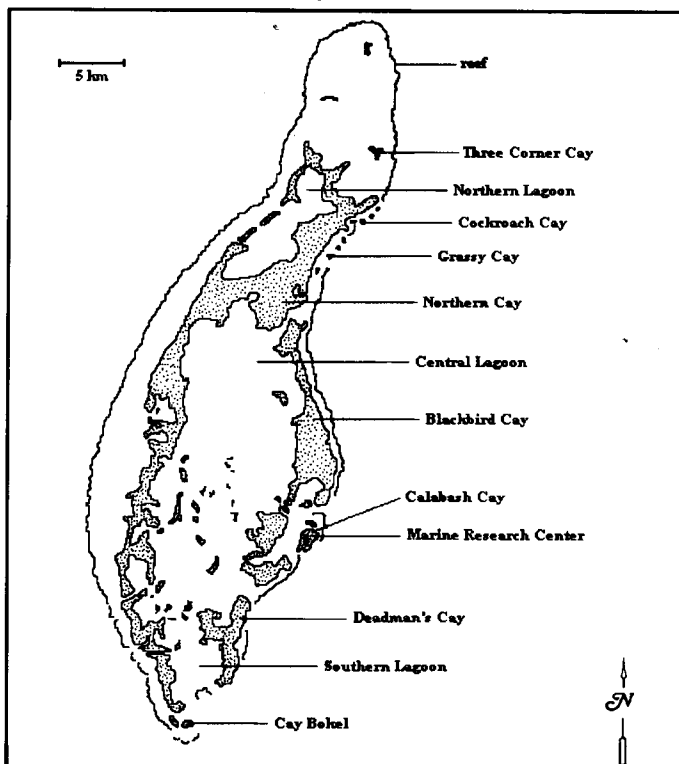 reef
5 km
Three Corner Cay
Northern Lagoon
Cockroach Cay
Grassy Cay
Northern Cay
Central Lagoon
Blackbird Cay
Calabash Cay
Marine Research Center
Deadman's Cay
Southern Lagoon
N
Cay Bokel